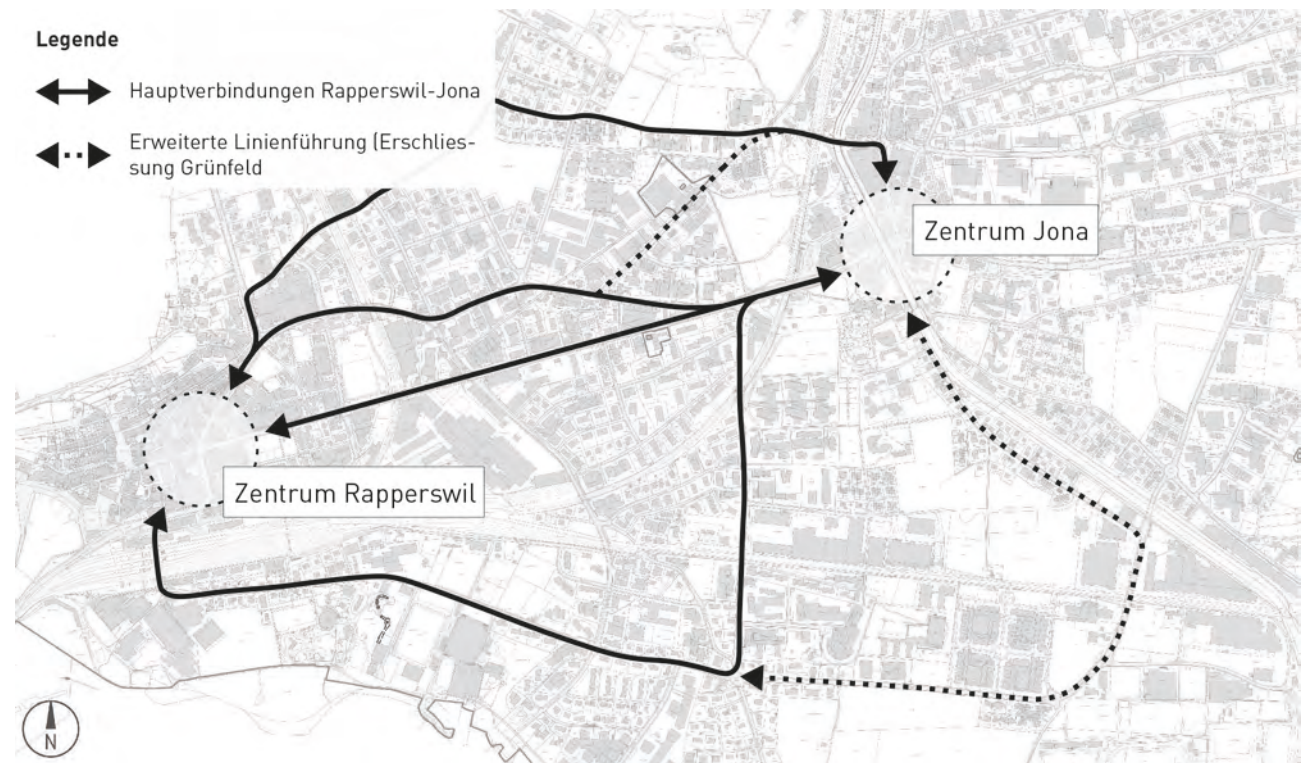 Legende
Hauptverbindungen Rapperswil-Jona
Erweiterte Linienführung (Erschlies-
sung Grünfeld
Zentrum Jona
Zentrum Rapperswil
N